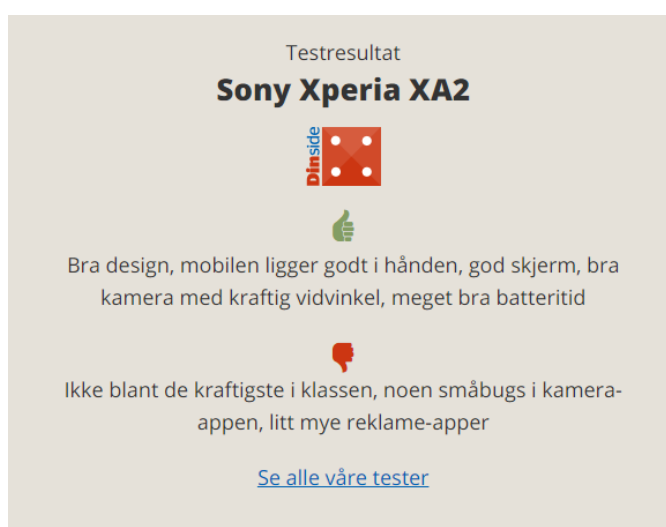 Testresultat
Sony Xperia XA2
Dinside
Bra design, mobilen ligger godt i hånden, god skjerm, bra
kamera med kraftig vidvinkel, meget bra batteritid
Ikke blant de kraftigste i klassen, noen småbugs i kamera-
appen, litt mye reklame-apper
Se alle våre tester